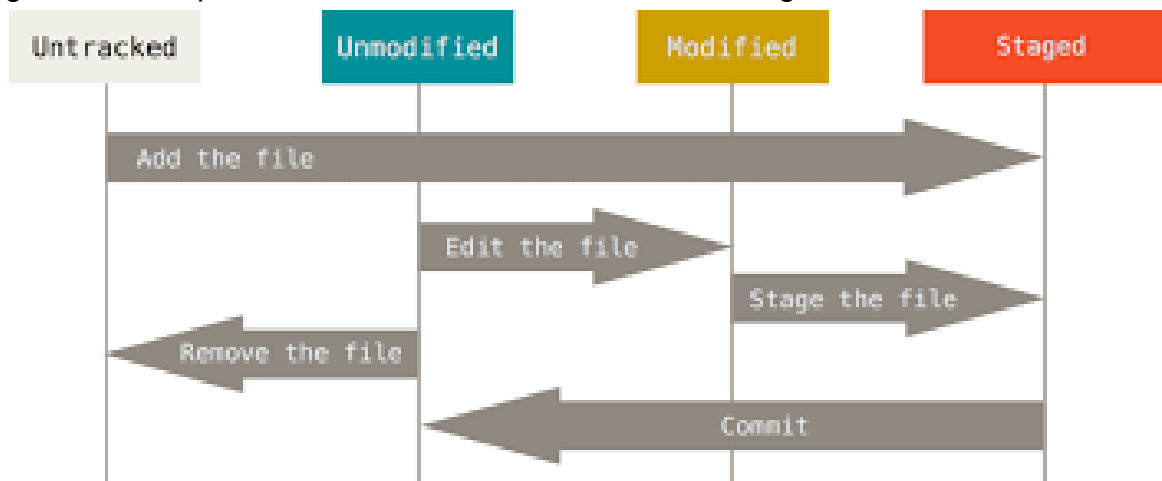 Untracked
Unmodified
Modified
Staged
Add the file
Edit the file
Stage the file
Remove the file
Commit